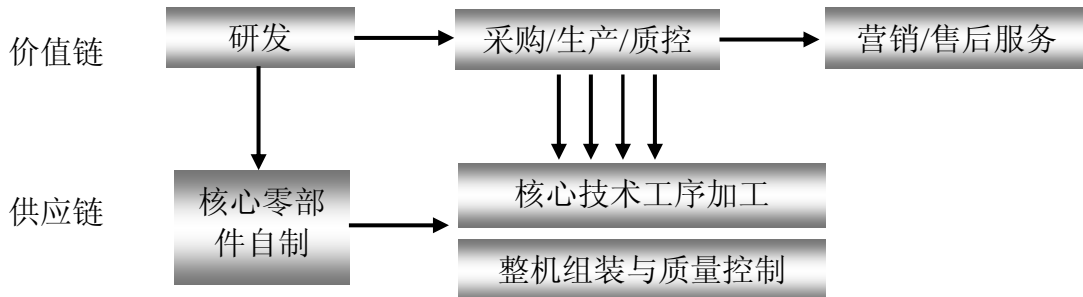 价值链
研发
采购/生产/质控
营销/售后服务
供应链
核心零部
件自制
核心技术工序加工
整机组装与质量控制